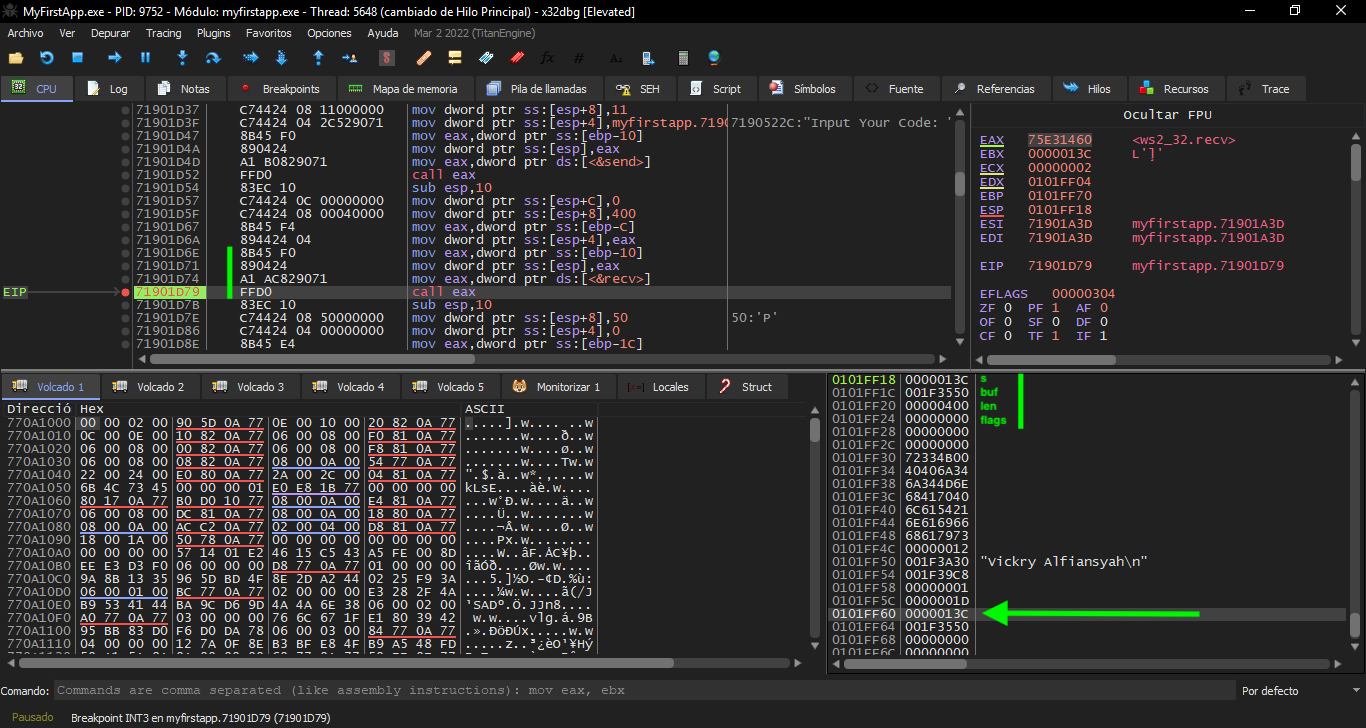 MyFirstApp.exe - PID: 9752 - Módulo: myfirstapp.exe - Thread: 5648 (cambiado de Hilo Principal) - x32dbg [Elevated]
Archivo Ver Depurar Tracing Plugins Favoritos Opciones Ayuda Mar 2 2022 (TitanEngine)
CPU Log Notas Breakpoints Mapa de memoria Pila de llamadas SEH Script Símbolos Fuente Referencias Hilos Recursos Trace
71901D37 C74424 08 11000000 mov dword ptr ss:[esp+8],11
71901D3F C74424 04 2C529071 mov dword ptr ss:[esp+4],myfirstapp.7190 7190522C:"Input Your Code: "
71901D47 8B45 F0 mov eax,dword ptr ss:[ebp-10]
71901D4A 890424 mov dword ptr ss:[esp],eax
71901D4D A1 B0829071 mov eax,dword ptr ds:[<&send>]
71901D52 FFD0 call eax
71901D54 83EC 10 sub esp,10
71901D57 C74424 0C 00000000 mov dword ptr ss:[esp+C],0
71901D5F C74424 08 00040000 mov dword ptr ss:[esp+8],400
71901D67 8B45 F4 mov eax,dword ptr ss:[ebp-C]
71901D6A 894424 04 mov dword ptr ss:[esp+4],eax
71901D6E 8B45 F0 mov eax,dword ptr ss:[ebp-10]
71901D71 890424 mov dword ptr ss:[esp],eax
71901D74 A1 AC829071 mov eax,dword ptr ds:[<&recv>]
EIP 71901D79 FFD0 call eax
71901D7B 83EC 10 sub esp,10
71901D7E C74424 08 50000000 mov dword ptr ss:[esp+8],50 50:'P'
71901D86 C74424 04 00000000 mov dword ptr ss:[esp+4],0
71901D8E 8B45 E4 mov eax,dword ptr ss:[ebp-1C]
Ocultar FPU
EAX 75E31460 <ws2_32.recv>
EBX 0000013C
ECX 00000002
EDX 0101FF04
EBP 0101FF70
ESP 0101FF18
ESI 71901A3D myfirstapp.71901A3D
EDI 71901A3D myfirstapp.71901A3D
EIP 71901D79 myfirstapp.71901D79
EFLAGS 00000304
ZF 0 PF 1 AF 0
OF 0 SF 0 DF 0
CF 0 TF 1 IF 1
Volcado 1 Volcado 2 Volcado 3 Volcado 4 Volcado 5 Monitorizar 1 Locales Struct
Direcció Hex ASCII
770A1000 00 00 02 00 90 5D 0A 77 0E 00 10 00 20 82 0A 77
770A1010 0C 00 0E 00 10 82 0A 77 06 00 08 00 F0 81 0A 77
770A1020 06 00 08 00 00 82 0A 77 06 00 08 00 F8 81 0A 77
770A1030 06 00 08 00 08 82 0A 77 08 00 0A 00 54 77 0A 77
770A1040 22 00 24 00 E0 80 0A 77 2A 00 2C 00 04 81 0A 77
770A1050 6B 4C 73 45 00 00 00 01 E0 E8 1B 77 00 00 00 00
770A1060 80 17 0A 77 B0 D0 10 77 08 00 0A 00 E4 81 0A 77
770A1070 06 00 08 00 DC 81 0A 77 08 00 0A 00 18 80 0A 77
770A1080 08 00 0A 00 AC C2 0A 77 02 00 04 00 D8 81 0A 77
770A1090 18 00 1A 00 50 78 0A 77 00 00 00 00 00 00 00 00
770A10A0 00 00 00 00 57 14 01 E2 46 15 C5 43 A5 FE 00 8D
770A10B0 EE E3 D3 F0 06 00 00 00 D8 77 0A 77 01 00 00 00
770A10C0 9A 8B 13 35 96 5D BD 4F 8E 2D A2 44 02 25 F9 3A
770A10D0 06 00 01 00 BC 77 0A 77 02 00 00 00 E3 28 2F 4A
770A10E0 B9 53 41 44 BA 9C D6 9D 4A 4A 6E 38 06 00 02 00
770A10F0 A0 77 0A 77 03 00 00 00 76 6C 67 1F E1 80 39 42
770A1100 95 BB 83 D0 F6 D0 DA 78 06 00 03 00 84 77 0A 77
770A1110 04 00 00 00 12 7A 0F 8E B3 BF E8 4F B9 A5 48 FD
0101FF18 0000013C s
0101FF1C 001F3550 buf
0101FF20 00000400 len
0101FF24 00000000 flags
0101FF28 00000000
0101FF2C 00000000
0101FF30 72334B00
0101FF34 40406A34
0101FF38 6A344D6E
0101FF3C 68417040
0101FF40 6C615421
0101FF44 6E616966
0101FF48 68617973
0101FF4C 00000012
0101FF50 001F3A30 "Vickry Alfiansyah\n"
0101FF54 001F39C8
0101FF58 00000000
0101FF5C 0000001D
0101FF60 0000013C
0101FF64 001F3550
0101FF68 00000000
0101FF6C 00000000
Comando: Commands are comma separated (like assembly instructions): mov eax, ebx Por defecto
Pausado Breakpoint INT3 en myfirstapp.71901D79 (71901D79)